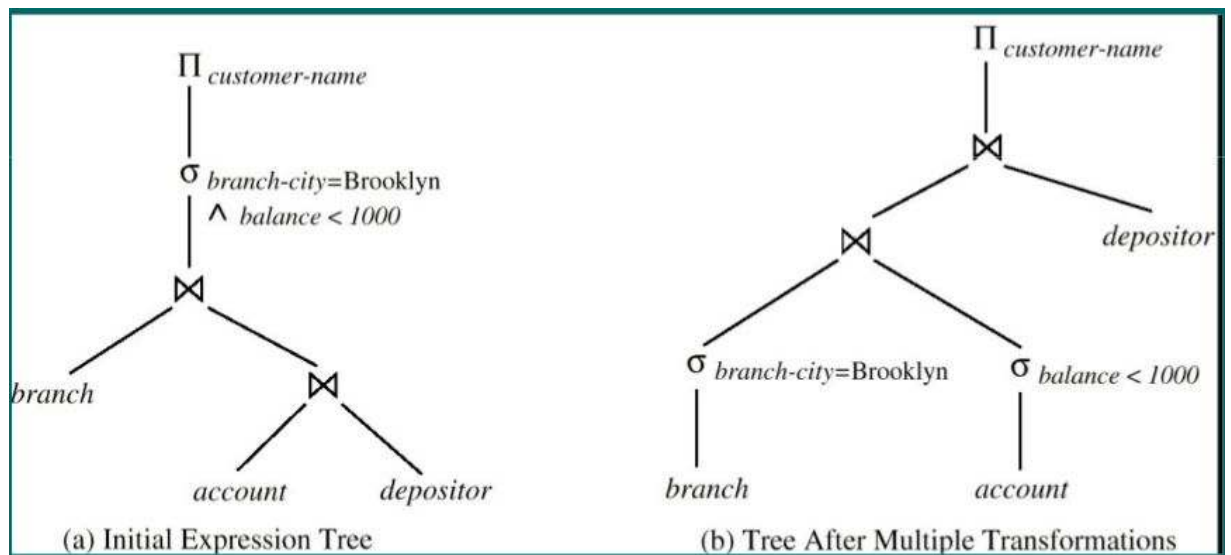 Π customer-name
σ branch-city=Brooklyn
∧ balance < 1000
⋈
branch
⋈
account
depositor
(a) Initial Expression Tree
Π customer-name
⋈
depositor
⋈
σ branch-city=Brooklyn
σ balance < 1000
branch
account
(b) Tree After Multiple Transformations